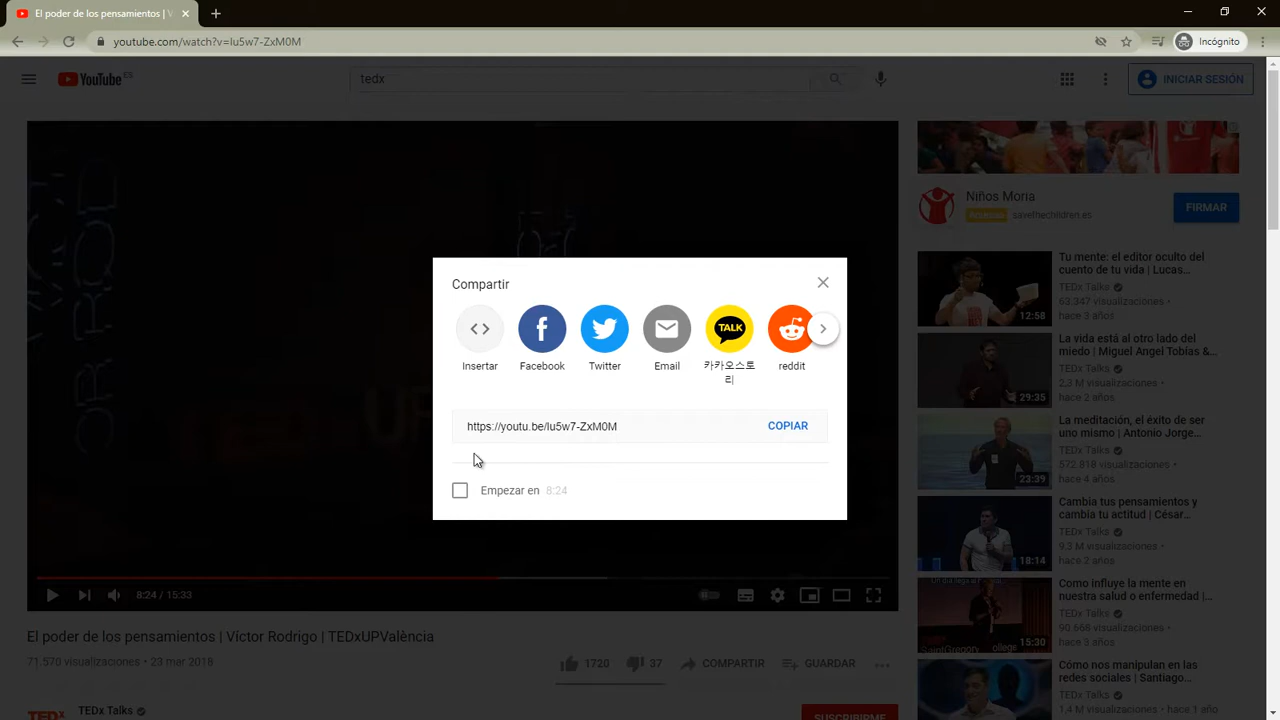 El poder de los pensamientos | V
youtube.com/watch?v=Iu5w7-ZxM0M
Incógnito
YouTube ES
tedx
INICIAR SESIÓN
Compartir
Insertar
Facebook
Twitter
Email
TALK
카카오스토
리
reddit
https://youtu.be/Iu5w7-ZxM0M
COPIAR
Empezar en 8:24
8:24 / 15:33
El poder de los pensamientos | Víctor Rodrigo | TEDxUPValència
71.570 visualizaciones • 23 mar 2018
1720
37
COMPARTIR
GUARDAR
TEDx
TEDx Talks
SUSCRIBIRME
Niños Moria
Anuncio
savethechildren.es
FIRMAR
Tu mente: el editor oculto del
cuento de tu vida | Lucas...
TEDx Talks
63.347 visualizaciones
hace 3 años
12:58
La vida está al otro lado del
miedo | Miguel Angel Tobias &...
TEDx Talks
2,3 M visualizaciones
hace 2 años
29:35
La meditación, el éxito de ser
uno mismo | Antonio Jorge...
TEDx Talks
572.818 visualizaciones
hace 4 años
23:39
Cambia tus pensamientos y
cambia tu actitud | César...
TEDx Talks
9,3 M visualizaciones
hace 2 años
18:14
Como influye la mente en
nuestra salud o enfermedad |...
TEDx Talks
90.668 visualizaciones
hace 3 años
15:30
Cómo nos manipulan en las
redes sociales | Santiago...
TEDx Talks
1,4 M visualizaciones